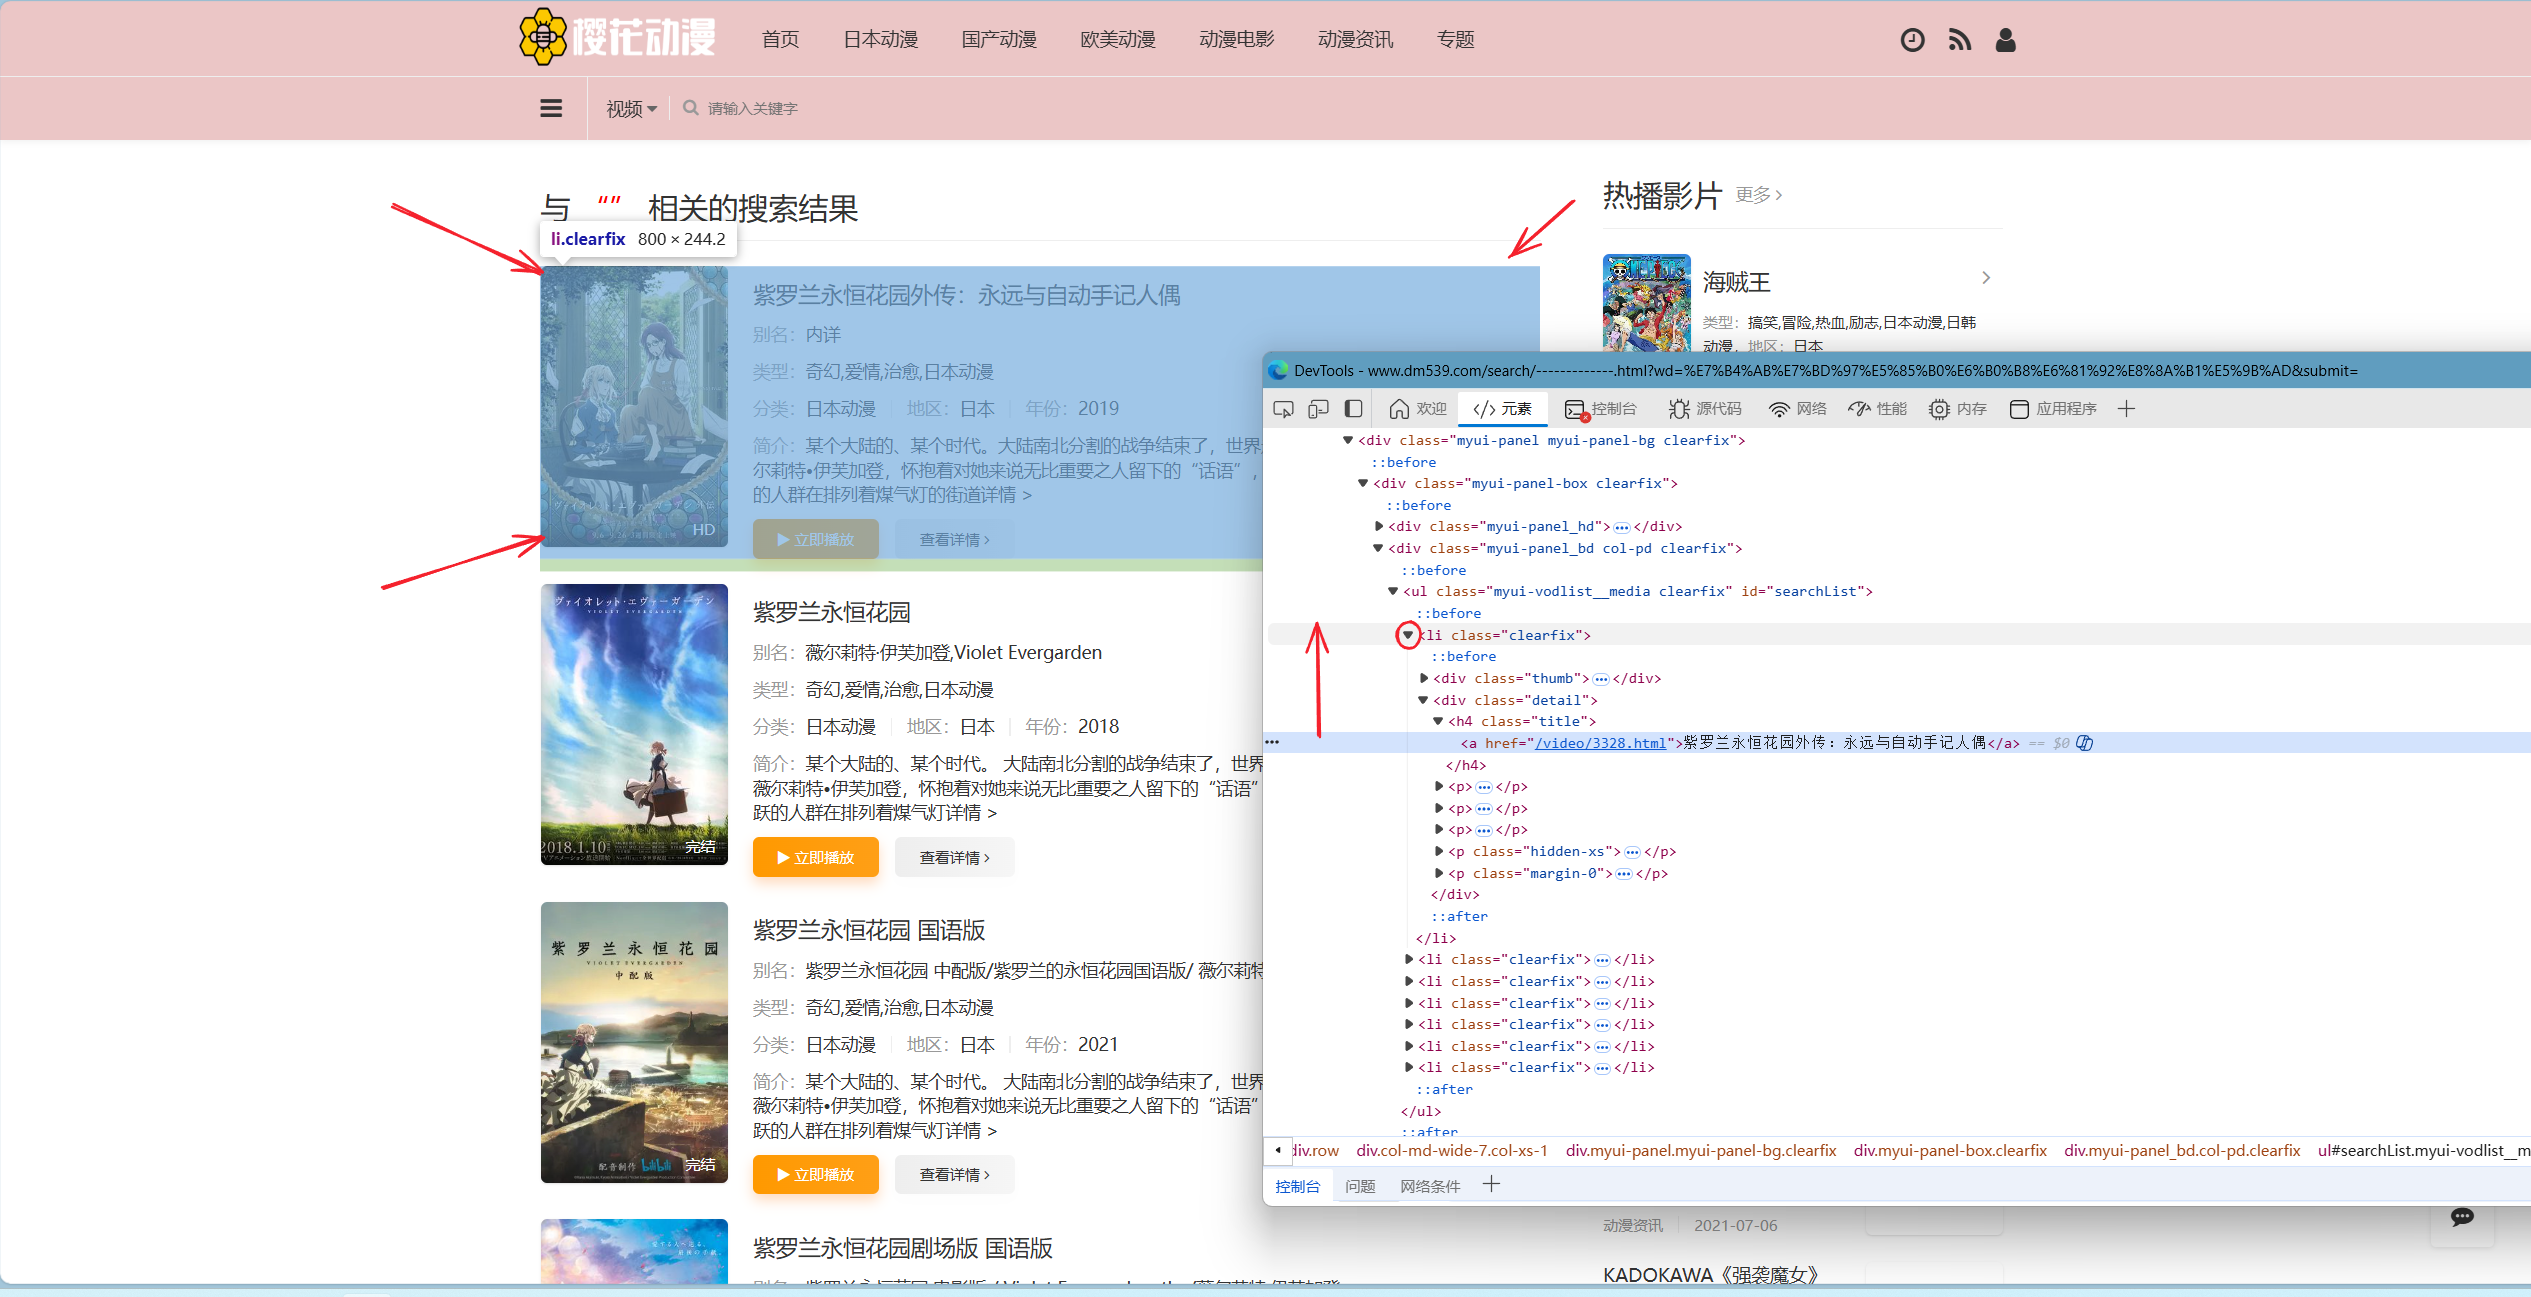 樱花动漫 首页 日本动漫 国产动漫 欧美动漫 动漫电影 动漫资讯 专题
视频 请输入关键字
与 “” 相关的搜索结果
li.clearfix 800 × 244.2
紫罗兰永恒花园外传：永远与自动手记人偶
别名：内详
类型：奇幻,爱情,治愈,日本动漫
分类：日本动漫 地区：日本 年份：2019
简介：某个大陆的、某个时代。大陆南北分割的战争结束了，世界
尔莉特•伊芙加登，怀抱着对她来说无比重要之人留下的“话语”，
的人群在排列着煤气灯的街道详情 >
HD
立即播放 查看详情 >
ヴァイオレット・エヴァーガーデン
VIOLET EVERGARDEN
2018.1.10
完结
紫罗兰永恒花园
别名：薇尔莉特·伊芙加登,Violet Evergarden
类型：奇幻,爱情,治愈,日本动漫
分类：日本动漫 地区：日本 年份：2018
简介：某个大陆的、某个时代。 大陆南北分割的战争结束了，世界
薇尔莉特•伊芙加登，怀抱着对她来说无比重要之人留下的“话语”
跃的人群在排列着煤气灯详情 >
立即播放 查看详情 >
紫罗兰永恒花园
VIOLET EVERGARDEN
中配版
配音制作 bilibili
完结
紫罗兰永恒花园 国语版
别名：紫罗兰永恒花园 中配版/紫罗兰的永恒花园国语版/ 薇尔莉特
类型：奇幻,爱情,治愈,日本动漫
分类：日本动漫 地区：日本 年份：2021
简介：某个大陆的、某个时代。 大陆南北分割的战争结束了，世界
薇尔莉特•伊芙加登，怀抱着对她来说无比重要之人留下的“话语”
跃的人群在排列着煤气灯详情 >
立即播放 查看详情 >
紫罗兰永恒花园剧场版 国语版
热播影片 更多 >
海贼王
类型：搞笑,冒险,热血,励志,日本动漫,日韩
动漫，地区：日本
DevTools - www.dm539.com/search/-------------.html?wd=%E7%B4%AB%E7%BD%97%E5%85%B0%E6%B0%B8%E6%81%92%E8%8A%B1%E5%9B%AD&submit=
欢迎 </> 元素 控制台 源代码 网络 性能 内存 应用程序
<div class="myui-panel myui-panel-bg clearfix">
::before
<div class="myui-panel-box clearfix">
::before
<div class="myui-panel_hd">•••</div>
<div class="myui-panel_bd col-pd clearfix">
::before
<ul class="myui-vodlist__media clearfix" id="searchList">
::before
<li class="clearfix">
::before
<div class="thumb">•••</div>
<div class="detail">
<h4 class="title">
••• <a href="/video/3328.html">紫罗兰永恒花园外传：永远与自动手记人偶</a> == $0
</h4>
<p>•••</p>
<p>•••</p>
<p>•••</p>
<p class="hidden-xs">•••</p>
<p class="margin-0">•••</p>
</div>
::after
</li>
<li class="clearfix">•••</li>
<li class="clearfix">•••</li>
<li class="clearfix">•••</li>
<li class="clearfix">•••</li>
<li class="clearfix">•••</li>
<li class="clearfix">•••</li>
::after
</ul>
::after
div.row div.col-md-wide-7.col-xs-1 div.myui-panel.myui-panel-bg.clearfix div.myui-panel-box.clearfix div.myui-panel_bd.col-pd.clearfix ul#searchList.myui-vodlist__m
控制台 问题 网络条件
动漫资讯 2021-07-06
KADOKAWA《强袭魔女》